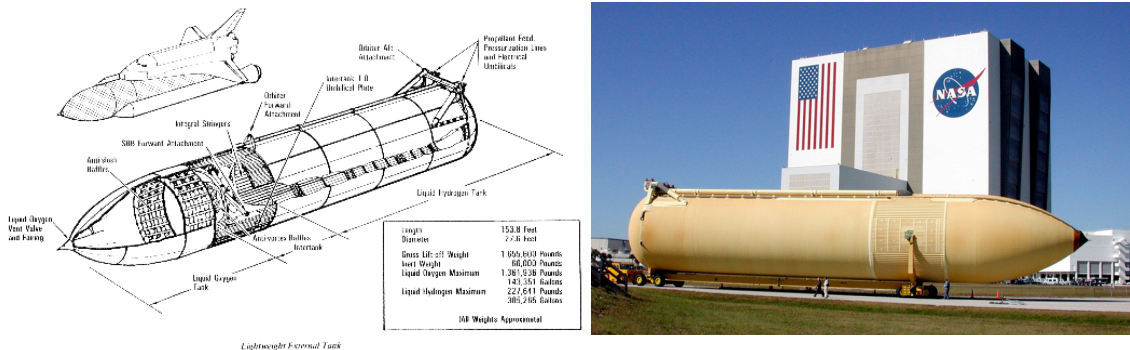 Orbiter Aft
Attachment
Propellant Feed,
Pressurization Lines
and Electrical
Umbilicals
Intertank T.O.
Umbilical Plate
Orbiter
Forward
Attachment
Integral Stringers
SRB Forward Attachment
Anti-slosh
Baffles
Liquid Hydrogen Tank
Liquid Oxygen
Vent Valve
and Fairing
Anti-vortex Baffles
Intertank
Liquid Oxygen
Tank
Length 153.8 Feet
Diameter 27.6 Feet
Gross Lift-off Weight 1,655,600 Pounds
Inert Weight 66,000 Pounds
Liquid Oxygen Maximum 1,361,936 Pounds
143,351 Gallons
Liquid Hydrogen Maximum 227,641 Pounds
385,265 Gallons
(All Weights Approximate)
Lightweight External Tank
NASA